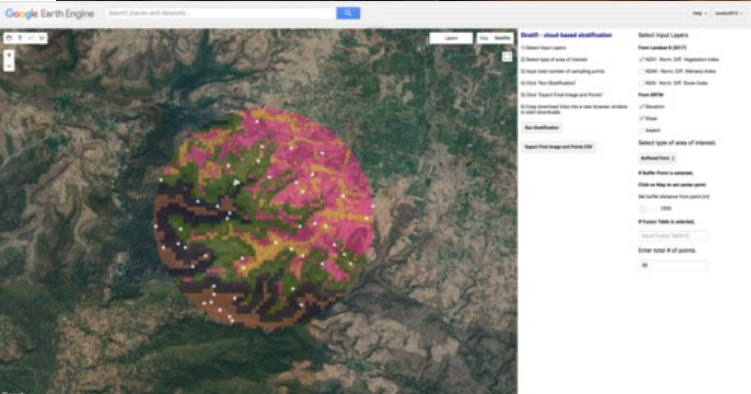 Google Earth Engine
Search places and datasets...
Help
Layers
Map
Satellite
Stratifi - cloud-based stratification
1) Select Input Layers
2) Select type of area of interest
3) Input total number of sampling points
4) Click "Run Stratification"
5) Click "Export Final Image and Points"
6) Copy download links into a new browser window to start downloads.
Run Stratification
Export Final Image and Points CSV
Select Input Layers.
From Landsat 8 (2017)
NDVI - Norm. Diff. Vegetation Index
NDWI - Norm. Diff. Wetness Index
NDSI - Norm. Diff. Snow Index
From SRTM
Elevation
Slope
Aspect
Select type of area of interest.
Buffered Point
If Buffer Point is selected,
Click on Map to set center point
Set buffer distance from point (m)
If Fusion Table is selected,
Input Fusion Table ID
Enter total # of points.